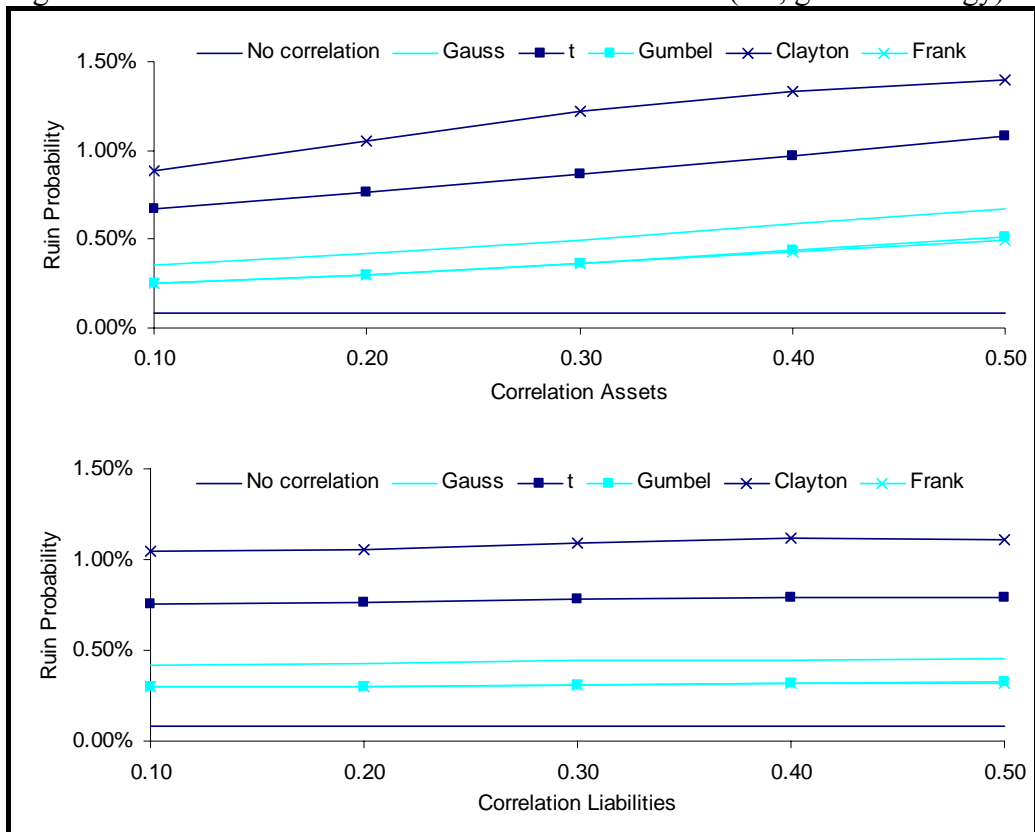 No correlation Gauss t Gumbel Clayton Frank
1.50%
1.00%
0.50%
0.00%
Ruin Probability
0.10 0.20 0.30 0.40 0.50
Correlation Assets
No correlation Gauss t Gumbel Clayton Frank
1.50%
1.00%
0.50%
0.00%
Ruin Probability
0.10 0.20 0.30 0.40 0.50
Correlation Liabilities